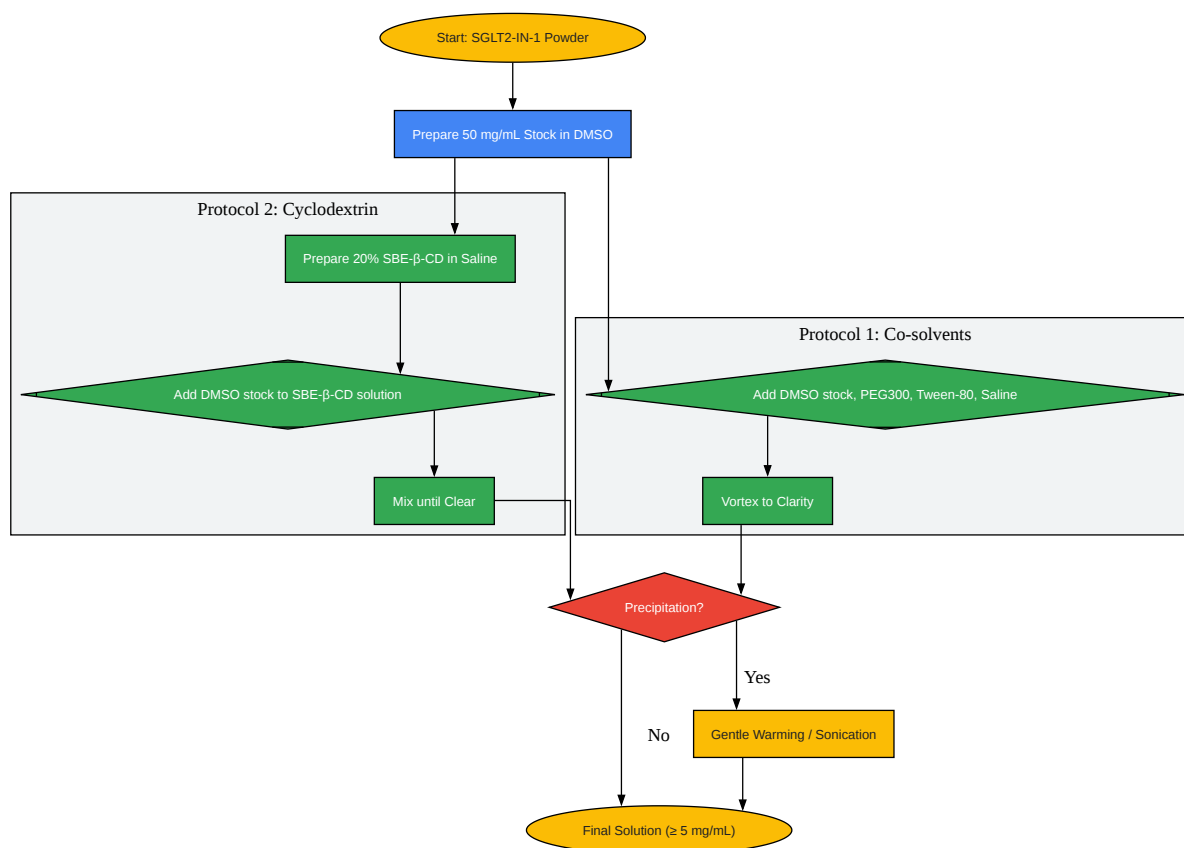 Start: SGLT2-IN-1 Powder
Prepare 50 mg/mL Stock in DMSO
Protocol 2: Cyclodextrin
Prepare 20% SBE-β-CD in Saline
Protocol 1: Co-solvents
Add DMSO stock to SBE-β-CD solution
Add DMSO stock, PEG300, Tween-80, Saline
Mix until Clear
Vortex to Clarity
Precipitation?
Yes
No
Gentle Warming / Sonication
Final Solution (≥ 5 mg/mL)